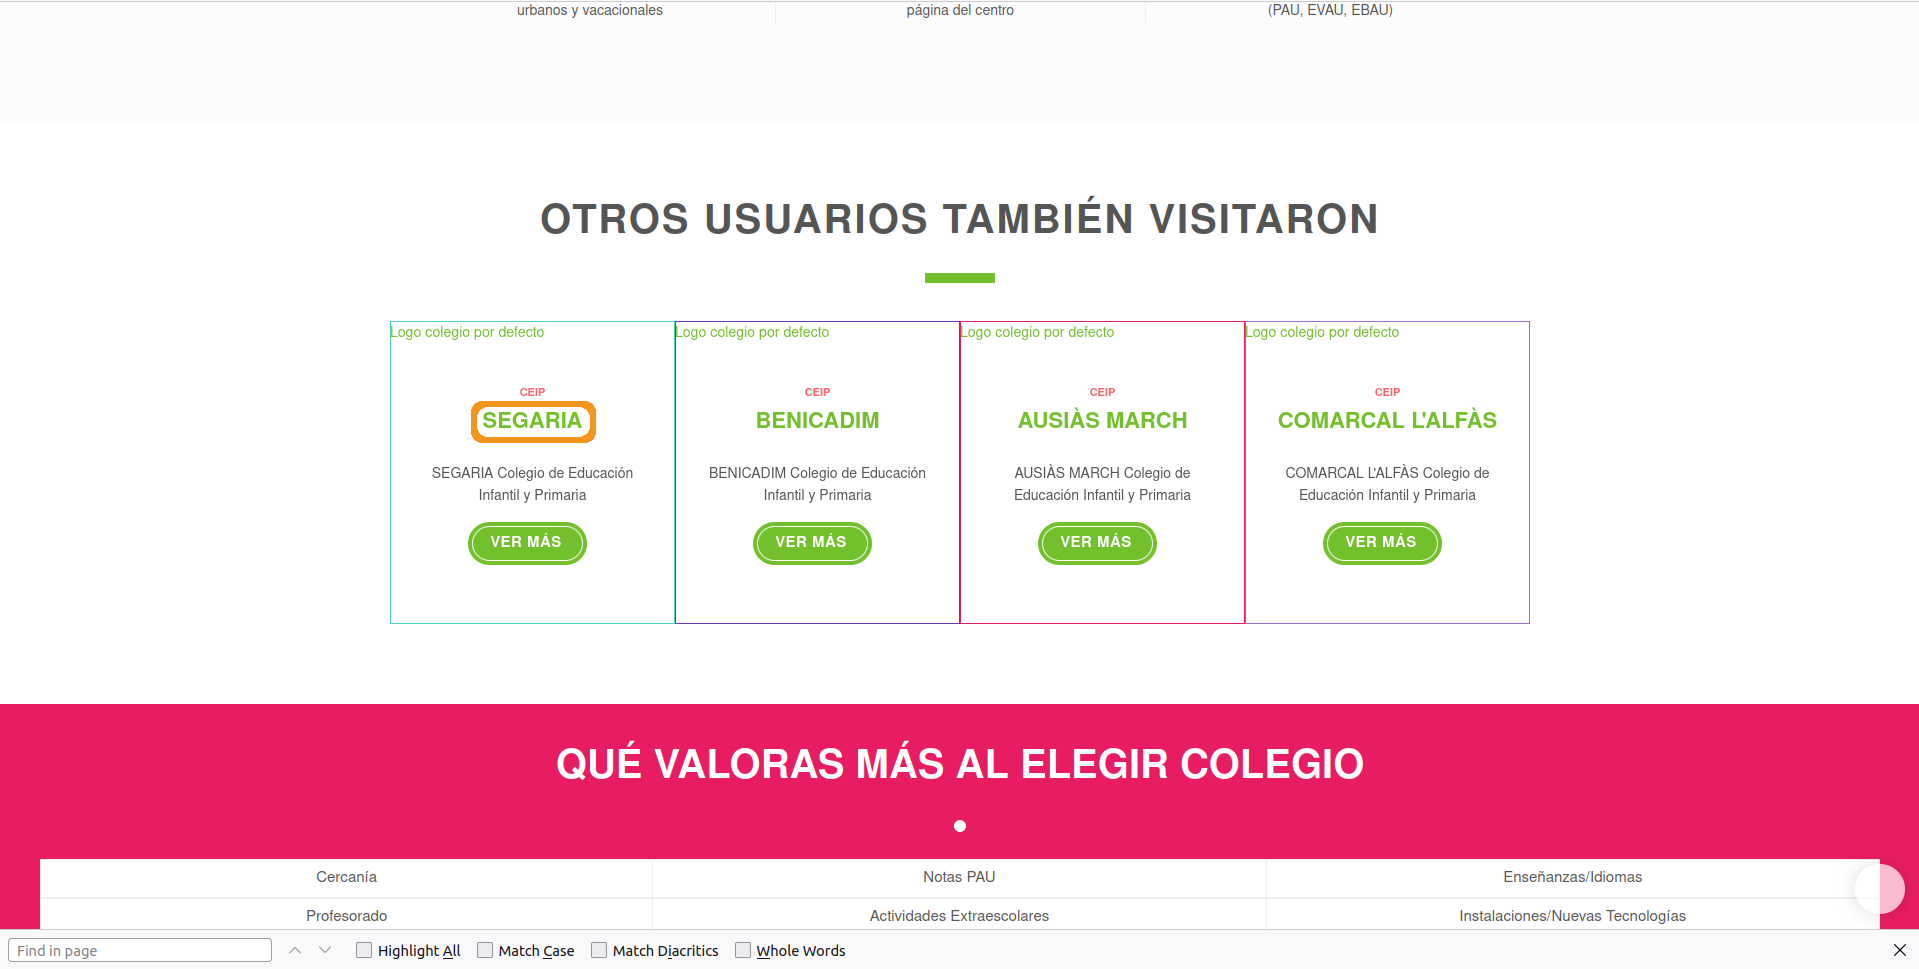 urbanos y vacacionales
página del centro
(PAU, EVAU, EBAU)
OTROS USUARIOS TAMBIÉN VISITARON
Logo colegio por defecto
CEIP
SEGARIA
SEGARIA Colegio de Educación
Infantil y Primaria
VER MÁS
Logo colegio por defecto
CEIP
BENICADIM
BENICADIM Colegio de Educación
Infantil y Primaria
VER MÁS
Logo colegio por defecto
CEIP
AUSIÀS MARCH
AUSIÀS MARCH Colegio de
Educación Infantil y Primaria
VER MÁS
Logo colegio por defecto
CEIP
COMARCAL L'ALFÀS
COMARCAL L'ALFÀS Colegio de
Educación Infantil y Primaria
VER MÁS
QUÉ VALORAS MÁS AL ELEGIR COLEGIO
Cercanía
Notas PAU
Enseñanzas/Idiomas
Profesorado
Actividades Extraescolares
Instalaciones/Nuevas Tecnologías
Find in page
Highlight All
Match Case
Match Diacritics
Whole Words